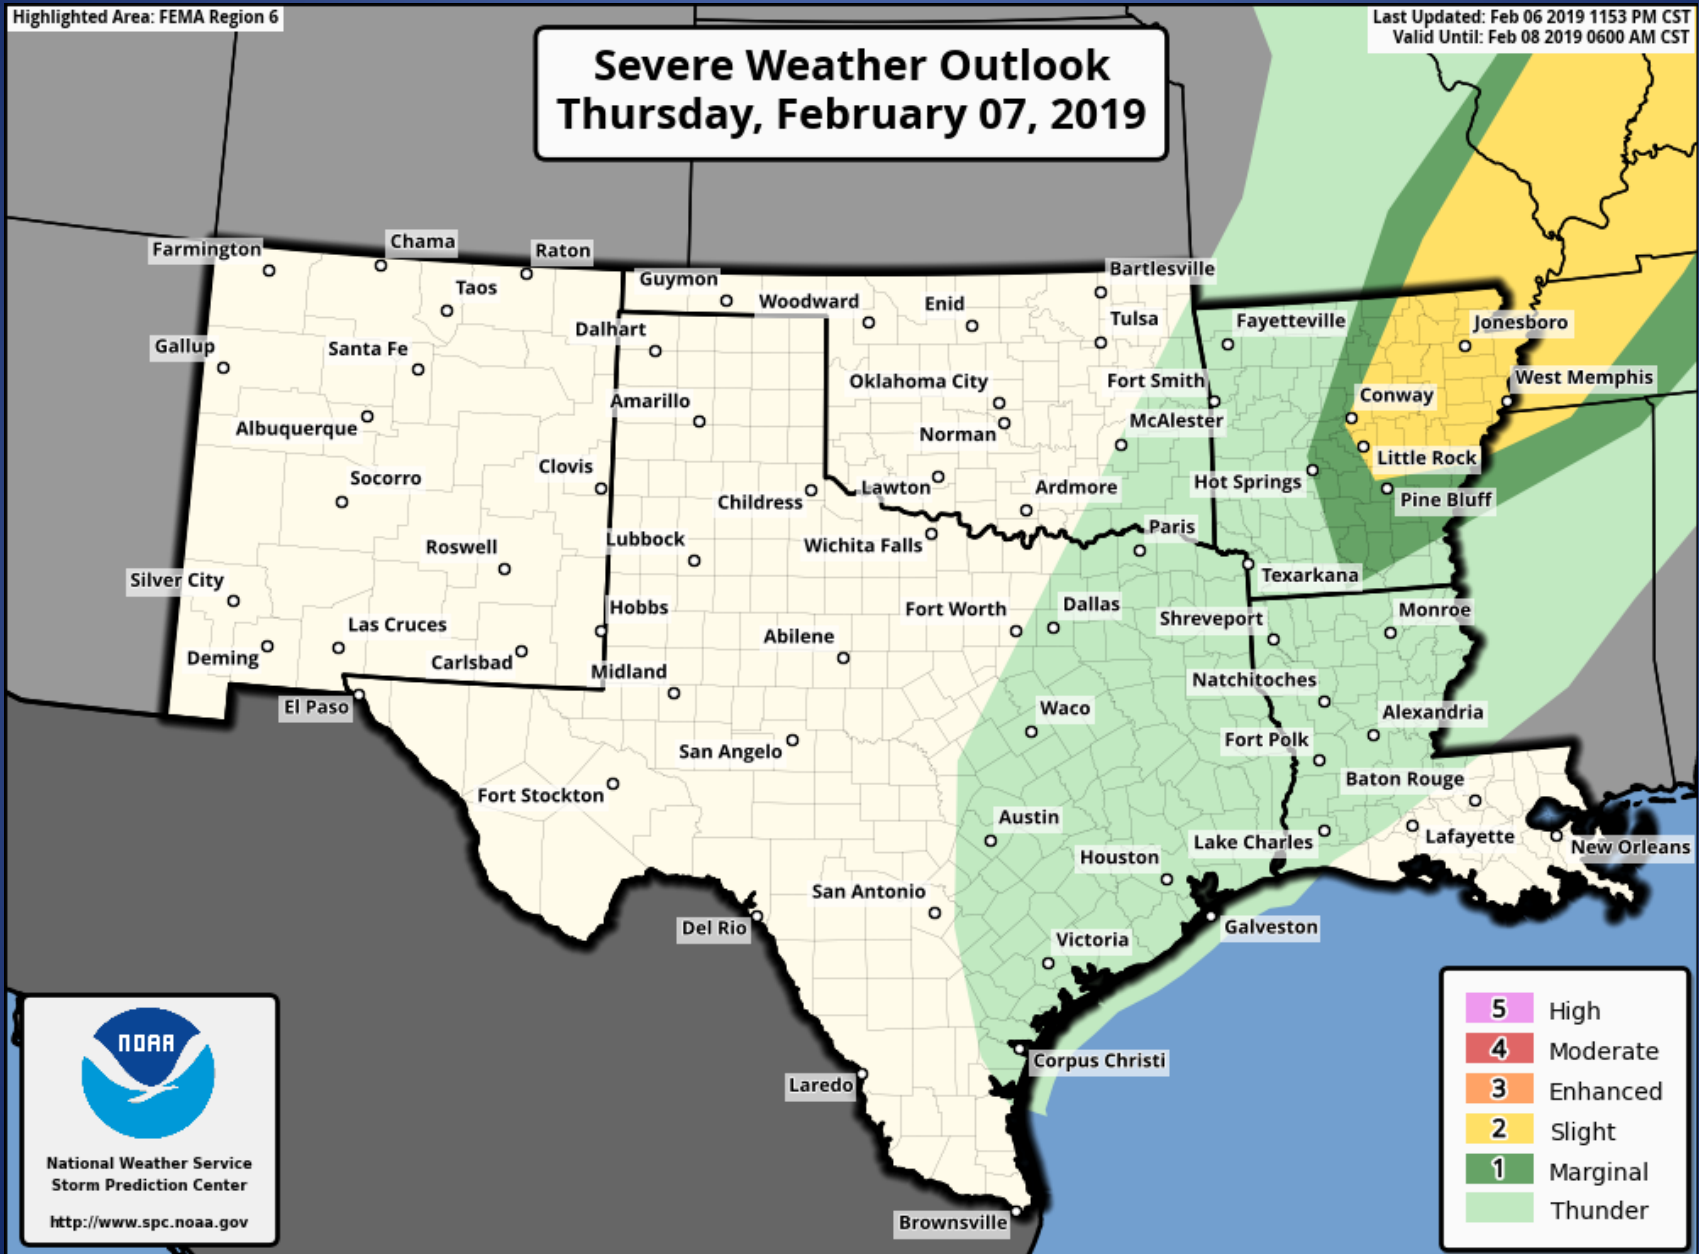 Highlighted Area: FEMA Region 6
Last Updated: Feb 06 2019 1153 PM CST
Valid Until: Feb 08 2019 0600 AM CST
Severe Weather Outlook
Thursday, February 07, 2019
Farmington
Chama
Raton
Taos
Guymon
Woodward
Enid
Bartlesville
Tulsa
Fayetteville
Jonesboro
Gallup
Santa Fe
Dalhart
Oklahoma City
Fort Smith
West Memphis
Albuquerque
Amarillo
Norman
McAlester
Conway
Socorro
Clovis
Childress
Lawton
Ardmore
Hot Springs
Little Rock
Pine Bluff
Roswell
Lubbock
Wichita Falls
Paris
Texarkana
Silver City
Las Cruces
Hobbs
Fort Worth
Dallas
Shreveport
Monroe
Deming
Carlsbad
Midland
Abilene
Natchitoches
El Paso
San Angelo
Waco
Fort Polk
Alexandria
Fort Stockton
Austin
Baton Rouge
Houston
Lake Charles
Lafayette
New Orleans
San Antonio
Del Rio
Victoria
Galveston
Corpus Christi
Laredo
Brownsville
NOAA
National Weather Service
Storm Prediction Center
http://www.spc.noaa.gov
5 High
4 Moderate
3 Enhanced
2 Slight
1 Marginal
Thunder